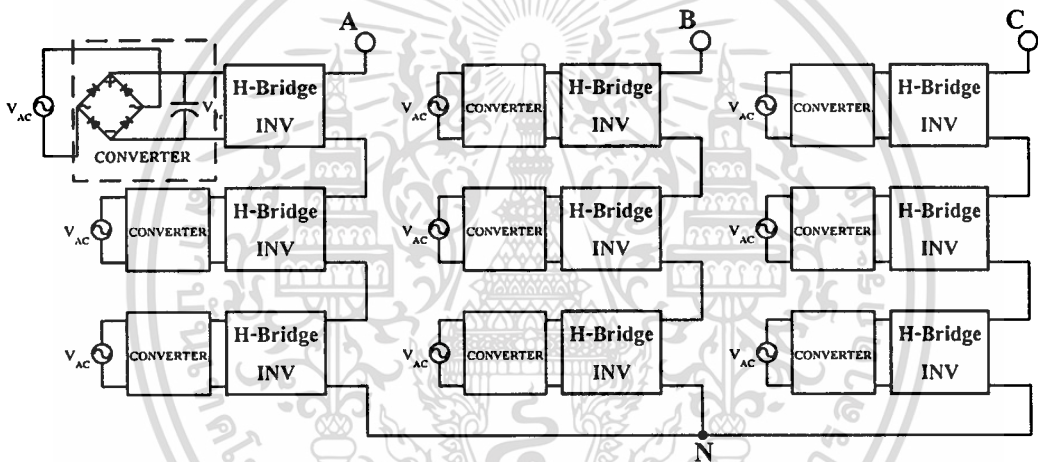 A
B
C
V AC
V
CONVERTER
H-Bridge
INV
V AC
CONVERTER
H-Bridge
INV
V AC
CONVERTER
H-Bridge
INV
V AC
CONVERTER
H-Bridge
INV
V AC
CONVERTER
H-Bridge
INV
V AC
CONVERTER
H-Bridge
INV
V AC
CONVERTER
H-Bridge
INV
V AC
CONVERTER
H-Bridge
INV
V AC
CONVERTER
H-Bridge
INV
N